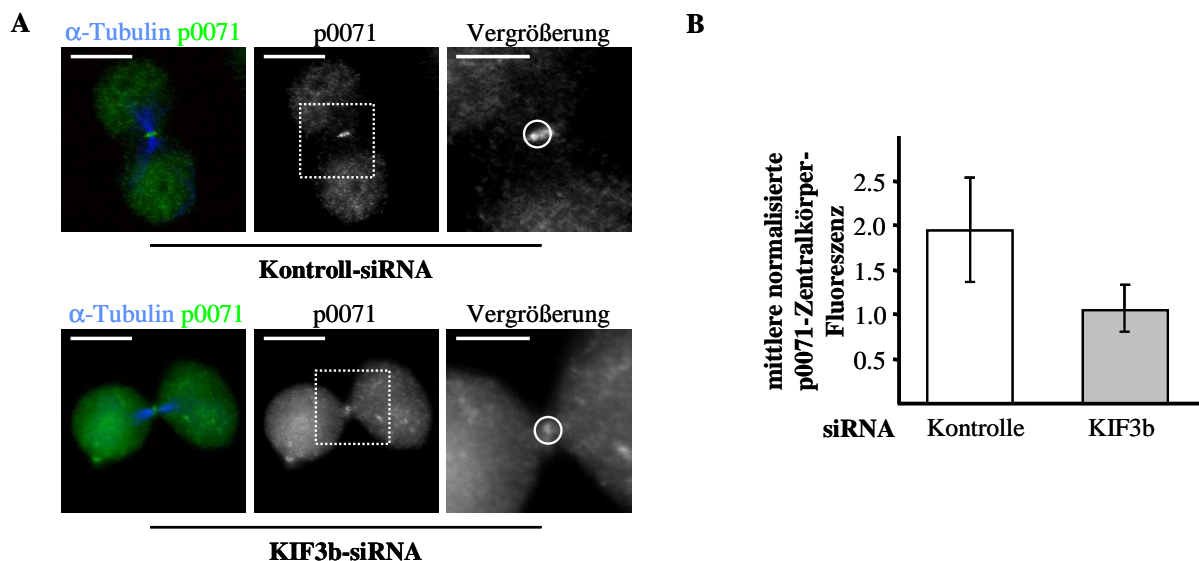 A
α-Tubulin p0071
p0071
Vergrößerung
Kontroll-siRNA
α-Tubulin p0071
p0071
Vergrößerung
KIF3b-siRNA
B
mittlere normalisierte
p0071-Zentralkörper-
Fluoreszenz
2.5
2.0
1.5
1.0
0.5
siRNA Kontrolle KIF3b